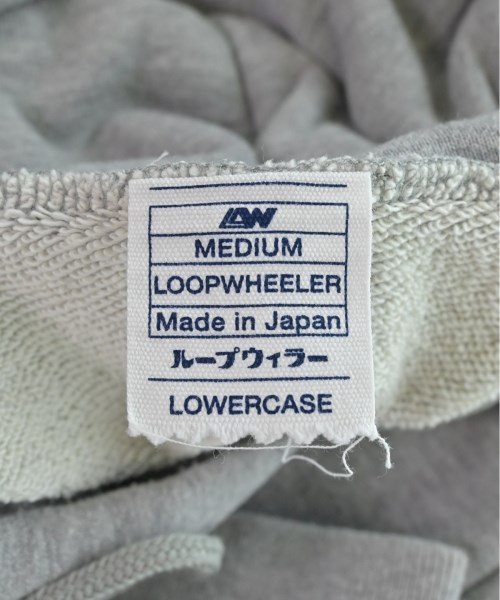 LW
MEDIUM
LOOPWHEELER
Made in Japan
ループウィラー
LOWERCASE